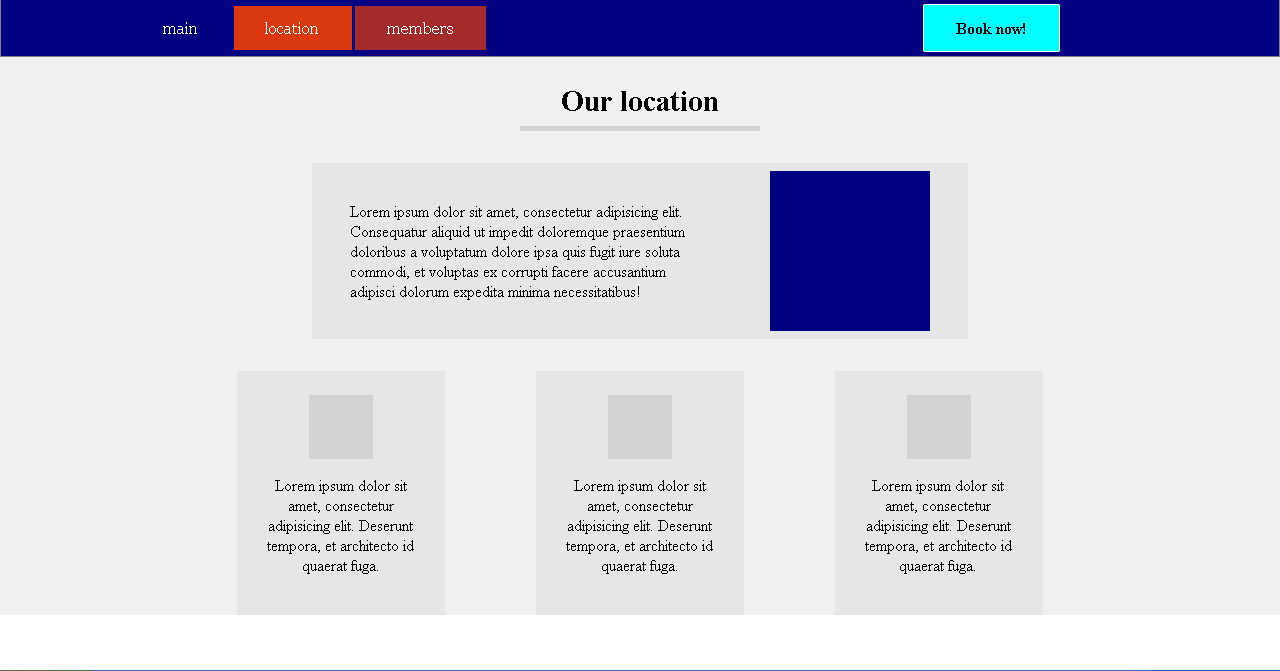 main location members Book now!
Our location
Lorem ipsum dolor sit amet, consectetur adipisicing elit.
Consequatur aliquid ut impedit doloremque praesentium
doloribus a voluptatum dolore ipsa quis fugit iure soluta
commodi, et voluptas ex corrupti facere accusantium
adipisci dolorum expedita minima necessitatibus!
Lorem ipsum dolor sit
amet, consectetur
adipisicing elit. Deserunt
tempora, et architecto id
quaerat fuga.
Lorem ipsum dolor sit
amet, consectetur
adipisicing elit. Deserunt
tempora, et architecto id
quaerat fuga.
Lorem ipsum dolor sit
amet, consectetur
adipisicing elit. Deserunt
tempora, et architecto id
quaerat fuga.